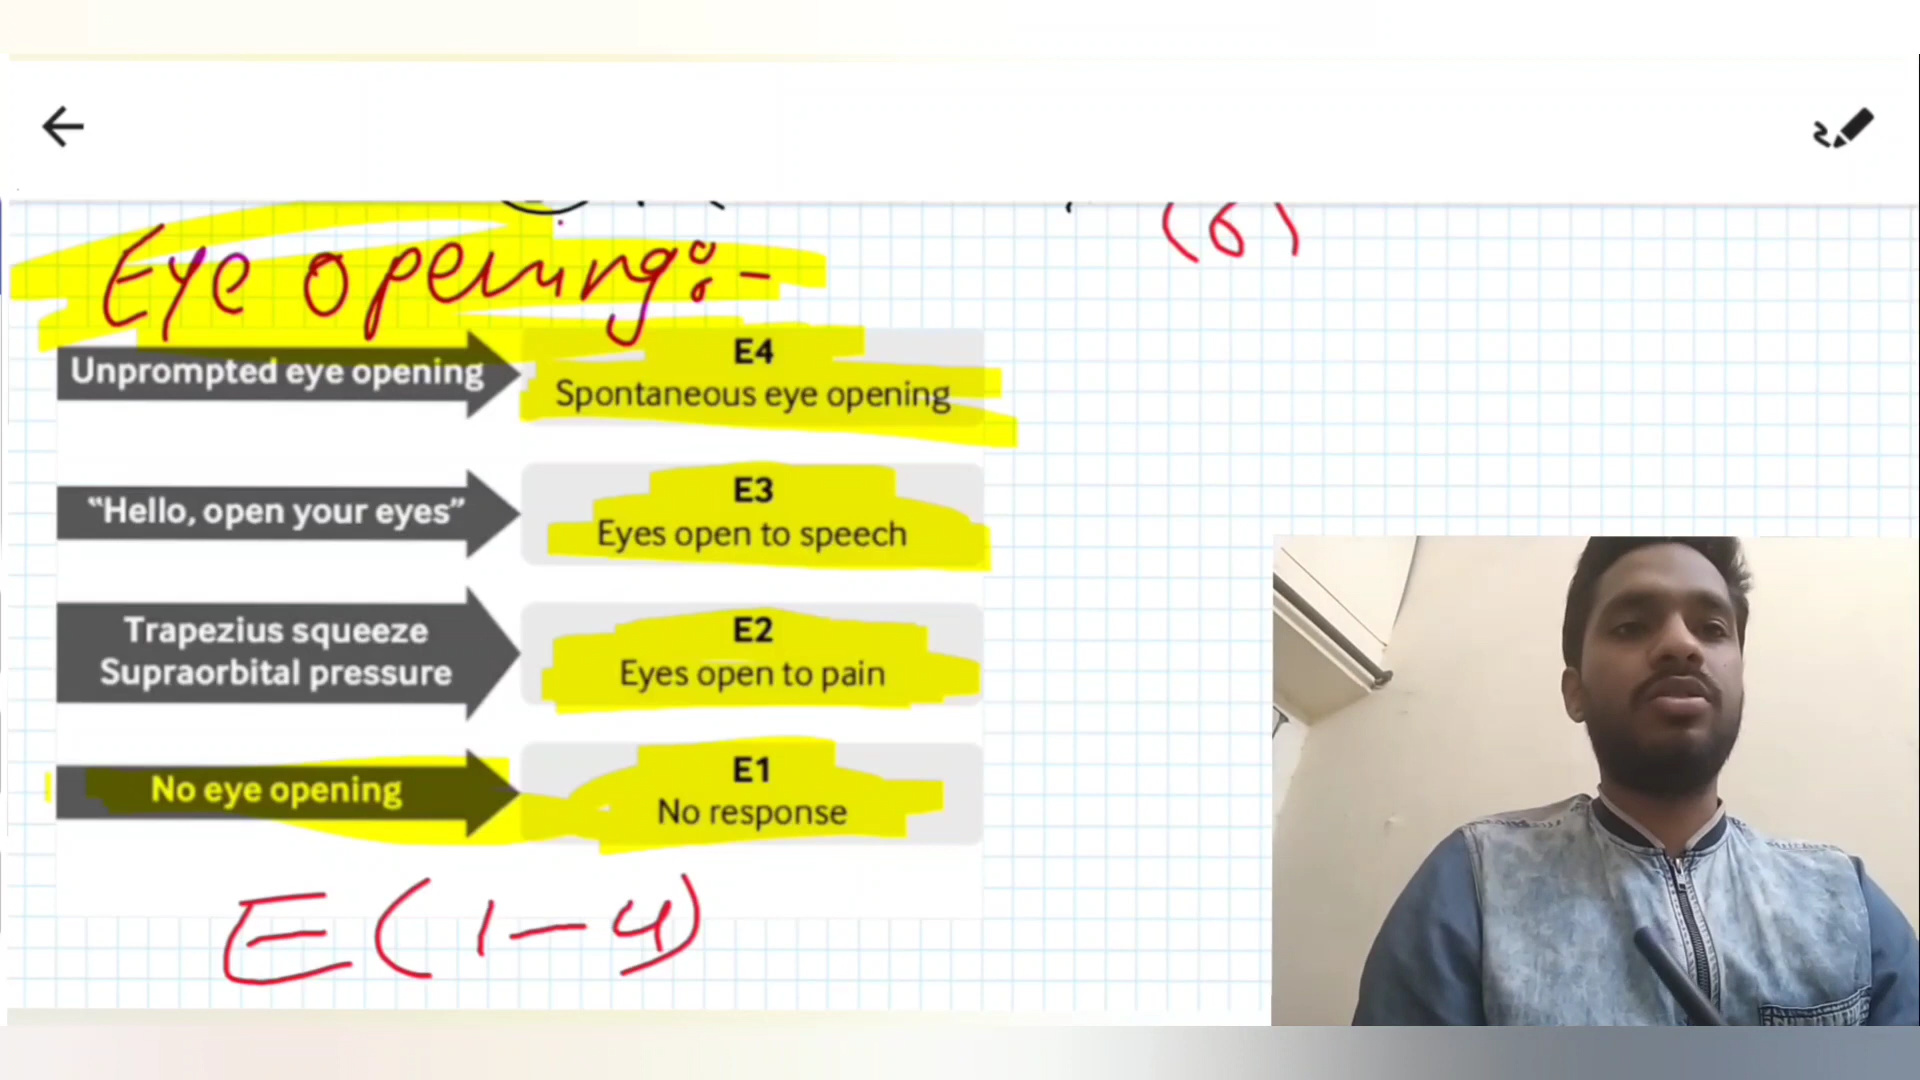 (6)
Eye opening:-
Unprompted eye opening
E4
Spontaneous eye opening
"Hello, open your eyes"
E3
Eyes open to speech
Trapezius squeeze
Supraorbital pressure
E2
Eyes open to pain
No eye opening
E1
No response
E (1-4)